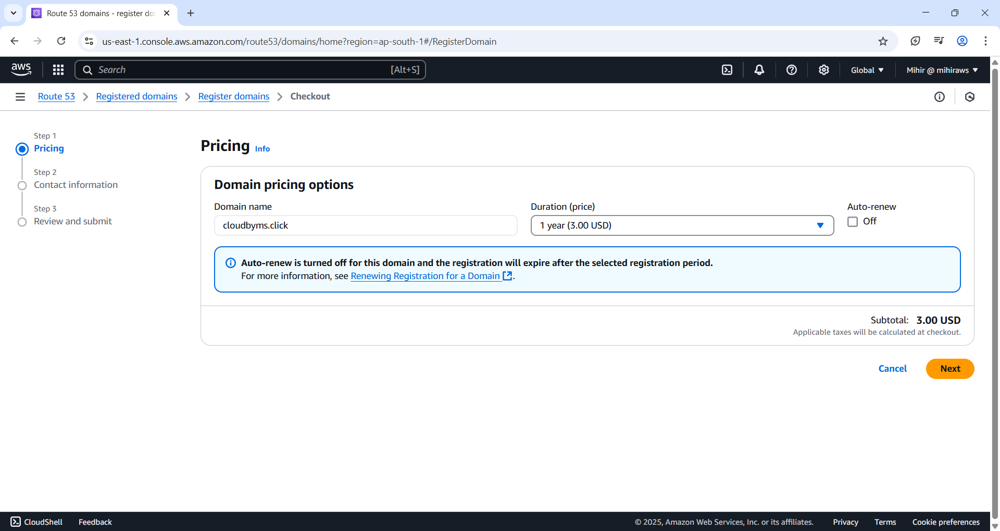 Route 53 domains - register do
us-east-1.console.aws.amazon.com/route53/domains/home?region=ap-south-1#/RegisterDomain
aws
Search
[Alt+S]
Global
Mihir @ mihiraws
Route 53 > Registered domains > Register domains > Checkout
Step 1
Pricing
Step 2
Contact information
Step 3
Review and submit
Pricing Info
Domain pricing options
Domain name
Duration (price)
Auto-renew
cloudbyms.click
1 year (3.00 USD)
Off
Auto-renew is turned off for this domain and the registration will expire after the selected registration period.
For more information, see Renewing Registration for a Domain.
Subtotal: 3.00 USD
Applicable taxes will be calculated at checkout.
Cancel
Next
CloudShell
Feedback
© 2025, Amazon Web Services, Inc. or its affiliates.
Privacy
Terms
Cookie preferences